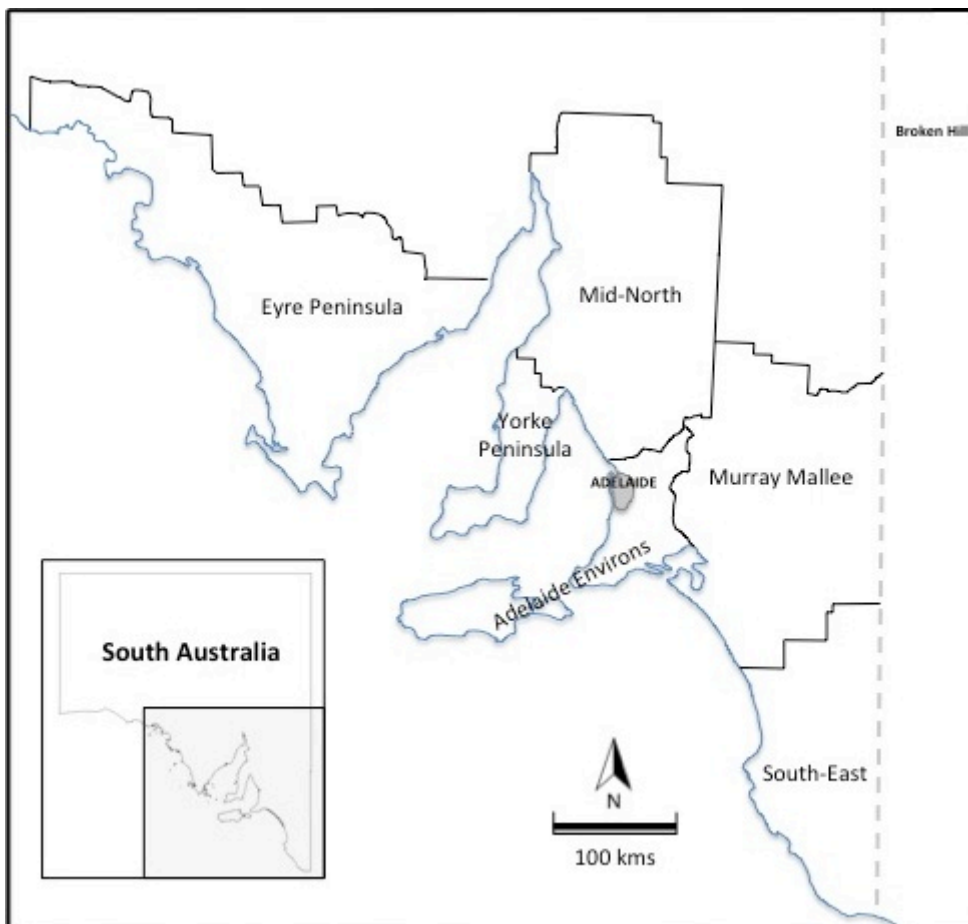 Broken Hill
Mid-North
Eyre Peninsula
Yorke
Peninsula
Murray Mallee
ADELAIDE
Adelaide Environs
South Australia
South-East
N
100 kms